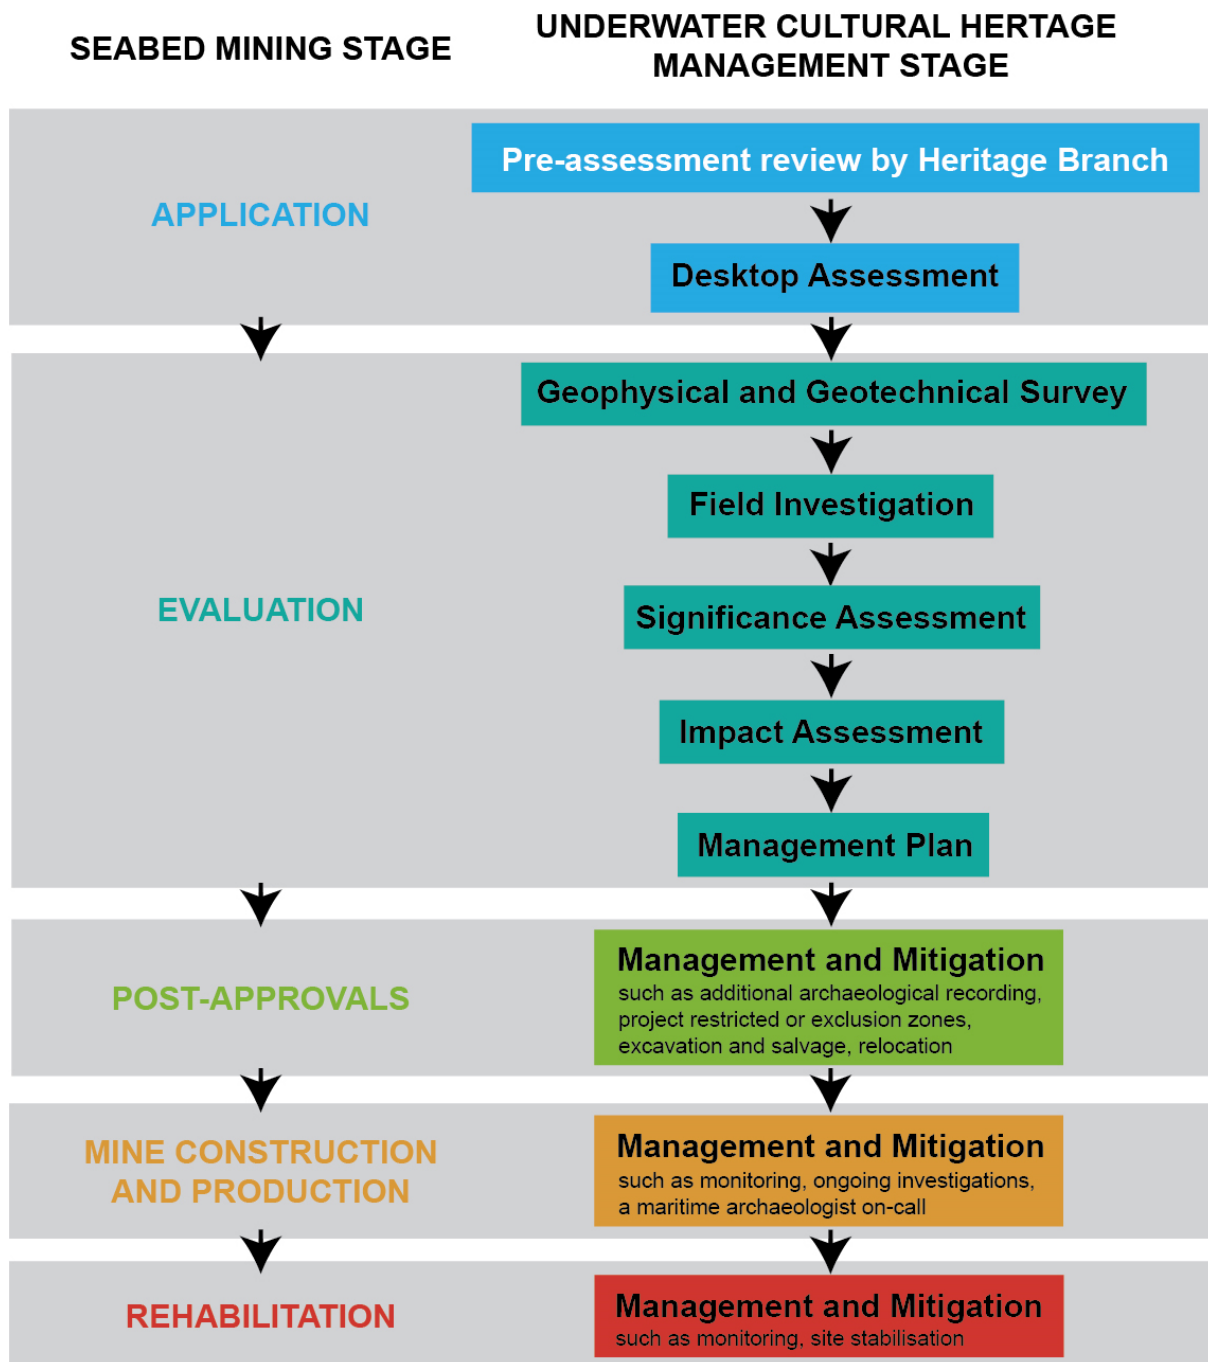 SEABED MINING STAGE
UNDERWATER CULTURAL HERTAGE
MANAGEMENT STAGE
APPLICATION
Pre-assessment review by Heritage Branch
Desktop Assessment
EVALUATION
Geophysical and Geotechnical Survey
Field Investigation
Significance Assessment
Impact Assessment
Management Plan
POST-APPROVALS
Management and Mitigation
such as additional archaeological recording,
project restricted or exclusion zones,
excavation and salvage, relocation
MINE CONSTRUCTION
AND PRODUCTION
Management and Mitigation
such as monitoring, ongoing investigations,
a maritime archaeologist on-call
REHABILITATION
Management and Mitigation
such as monitoring, site stabilisation